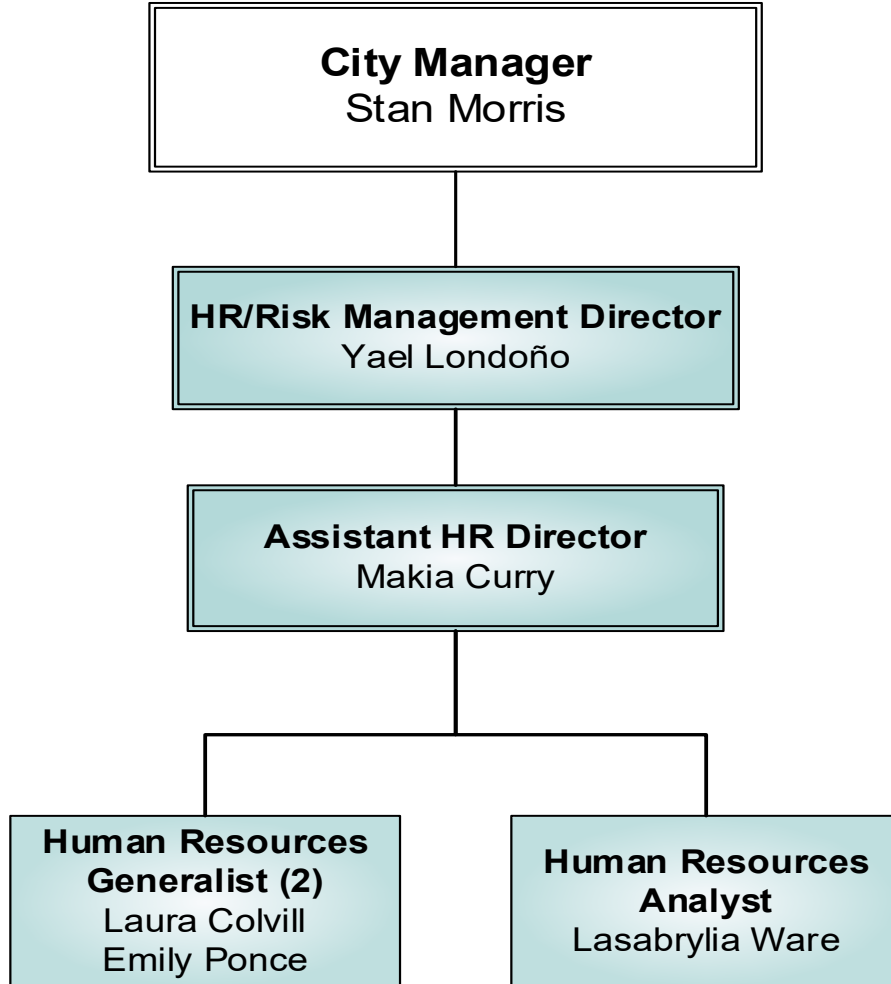 City Manager
Stan Morris
HR/Risk Management Director
Yael Londoño
Assistant HR Director
Makia Curry
Human Resources
Generalist (2)
Laura Colvill
Emily Ponce
Human Resources
Analyst
Lasabrylia Ware